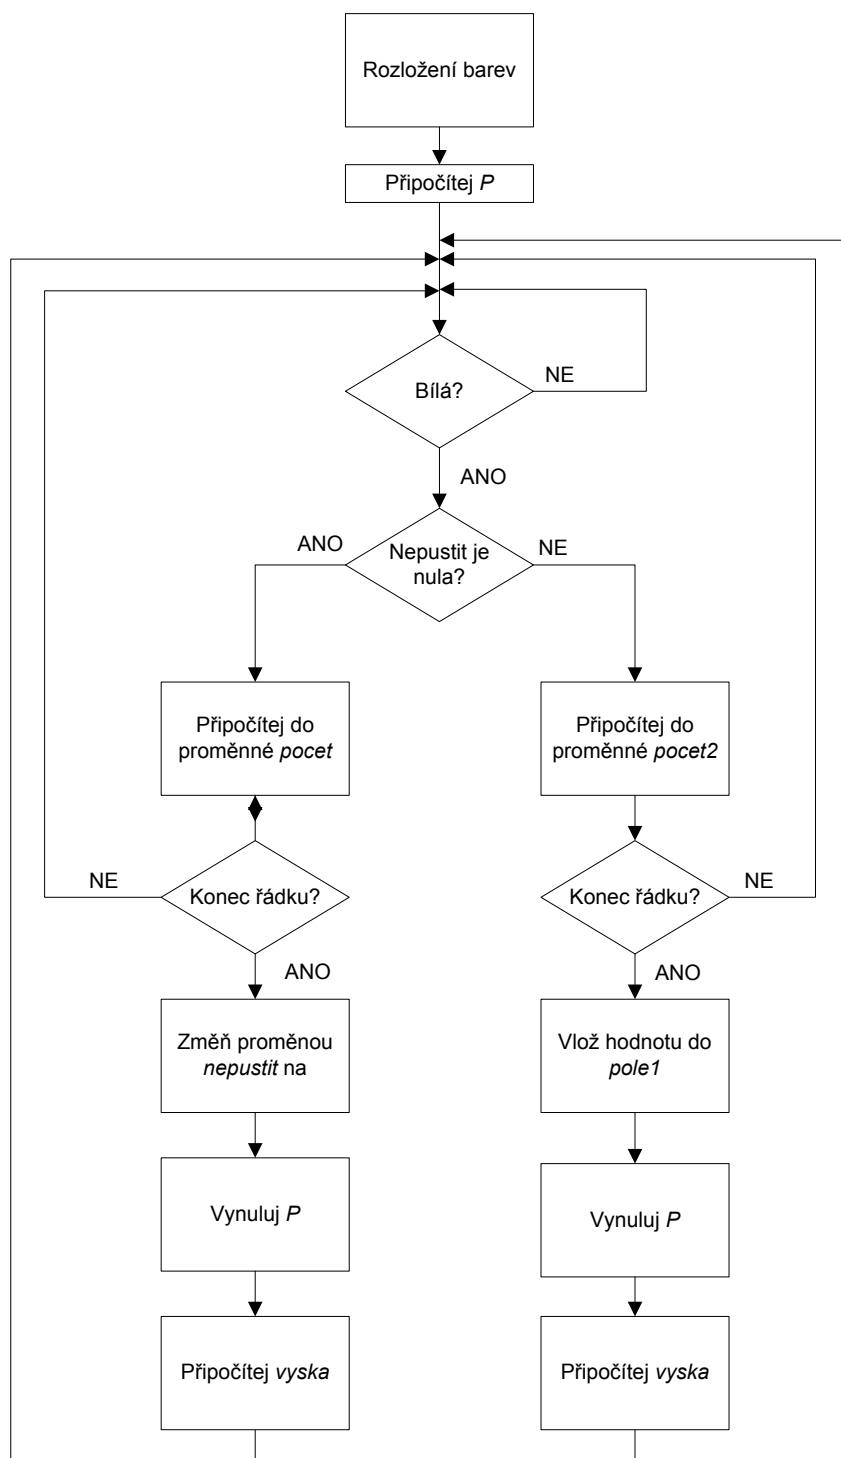 Rozložení barev
Připočítej P
Bílá?
NE
ANO
ANO
Nepustit je
nula?
NE
Připočítej do
proměnné pocet
Připočítej do
proměnné pocet2
NE
Konec řádku?
Konec řádku?
NE
ANO
ANO
Změň proměnou
nepustit na
Vlož hodnotu do
pole1
Vynuluj P
Vynuluj P
Připočítej vyska
Připočítej vyska